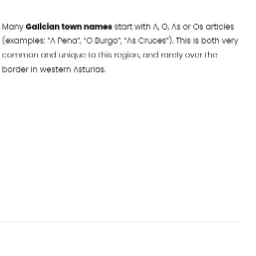 Many Galician town names start with A, O, As or Os articles
(examples: "A Pena", "O Burgo", "As Cruces"). This is both very
common and unique to this region, and rarely over the
border in western Asturias.